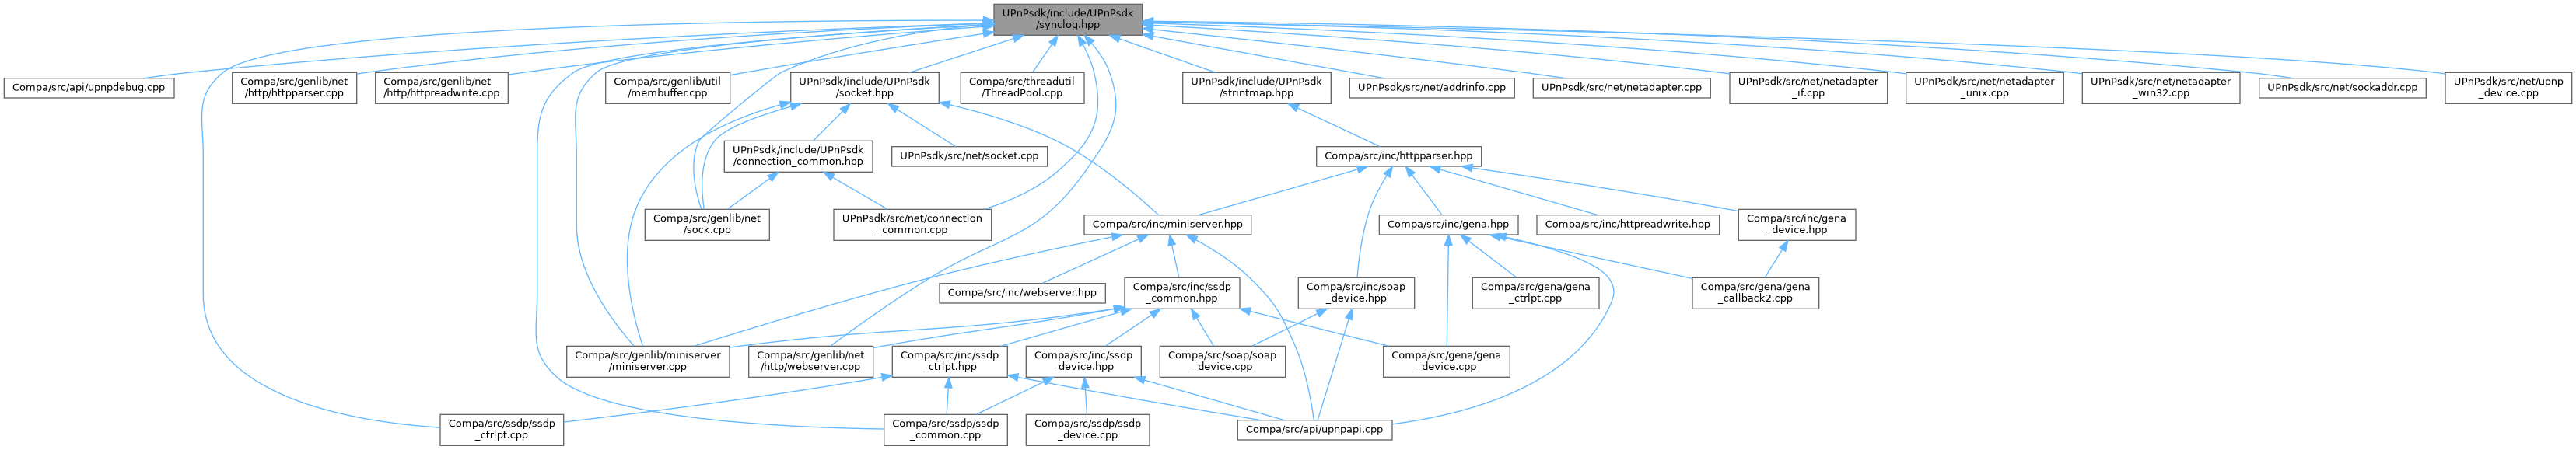 UPnPsdk/include/UPnPsdk
/synclog.hpp
Compa/src/api/upnpdebug.cpp
Compa/src/genlib/net
/http/httpparser.cpp
Compa/src/genlib/net
/http/httpreadwrite.cpp
Compa/src/genlib/util
/membuffer.cpp
UPnPsdk/include/UPnPsdk
/socket.hpp
Compa/src/threadutil
/ThreadPool.cpp
UPnPsdk/include/UPnPsdk
/strintmap.hpp
UPnPsdk/src/net/addrinfo.cpp
UPnPsdk/src/net/netadapter.cpp
UPnPsdk/src/net/netadapter
_if.cpp
UPnPsdk/src/net/netadapter
_unix.cpp
UPnPsdk/src/net/netadapter
_win32.cpp
UPnPsdk/src/net/sockaddr.cpp
UPnPsdk/src/net/upnp
_device.cpp
UPnPsdk/include/UPnPsdk
/connection_common.hpp
UPnPsdk/src/net/socket.cpp
Compa/src/inc/httpparser.hpp
Compa/src/genlib/net
/sock.cpp
UPnPsdk/src/net/connection
_common.cpp
Compa/src/inc/miniserver.hpp
Compa/src/inc/gena.hpp
Compa/src/inc/httpreadwrite.hpp
Compa/src/inc/gena
_device.hpp
Compa/src/inc/webserver.hpp
Compa/src/inc/ssdp
_common.hpp
Compa/src/inc/soap
_device.hpp
Compa/src/gena/gena
_ctrlpt.cpp
Compa/src/gena/gena
_callback2.cpp
Compa/src/genlib/miniserver
/miniserver.cpp
Compa/src/genlib/net
/http/webserver.cpp
Compa/src/inc/ssdp
_ctrlpt.hpp
Compa/src/inc/ssdp
_device.hpp
Compa/src/soap/soap
_device.cpp
Compa/src/gena/gena
_device.cpp
Compa/src/ssdp/ssdp
_ctrlpt.cpp
Compa/src/ssdp/ssdp
_common.cpp
Compa/src/ssdp/ssdp
_device.cpp
Compa/src/api/upnpapi.cpp